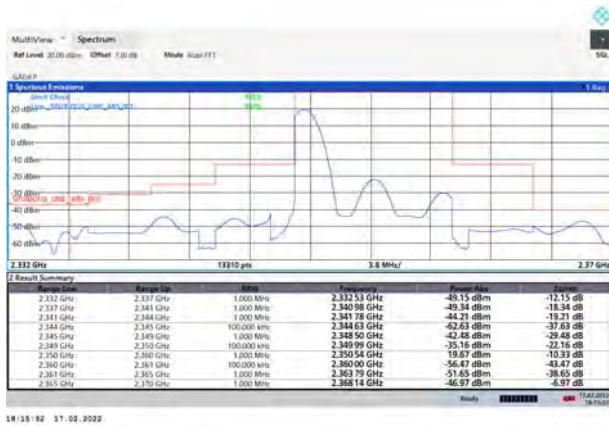 MultiView Spectrum
Ref Level 30.00 dBm Offset 7.00 dB Mode Auto FFT
SGL
1 Spurious Emissions
Limit Check
20 dBm
10 dBm
0 dBm
-10 dBm
-20 dBm
-30 dBm
-40 dBm
-50 dBm
-60 dBm
2.332 GHz 13310 pts 3.8 MHz/ 2.37 GHz
2 Result Summary
Range Low Range Up RBW Frequency Power Abs ΔLimit
2.332 GHz 2.337 GHz 1.000 MHz 2.332 53 GHz -49.15 dBm -12.15 dB
2.337 GHz 2.341 GHz 1.000 MHz 2.340 98 GHz -49.34 dBm -18.34 dB
2.341 GHz 2.344 GHz 1.000 MHz 2.341 78 GHz -44.21 dBm -19.21 dB
2.344 GHz 2.345 GHz 100.000 kHz 2.344 63 GHz -62.63 dBm -37.63 dB
2.345 GHz 2.349 GHz 1.000 MHz 2.348 50 GHz -42.48 dBm -29.48 dB
2.349 GHz 2.350 GHz 100.000 kHz 2.349 99 GHz -35.16 dBm -22.16 dB
2.350 GHz 2.360 GHz 1.000 MHz 2.350 54 GHz 19.67 dBm -10.33 dB
2.360 GHz 2.361 GHz 100.000 kHz 2.360 00 GHz -56.47 dBm -43.47 dB
2.361 GHz 2.365 GHz 1.000 MHz 2.363 79 GHz -51.65 dBm -38.65 dB
2.365 GHz 2.370 GHz 1.000 MHz 2.368 14 GHz -46.97 dBm -6.97 dB
Ready 17.02.2022
18:15:32 17.02.2022